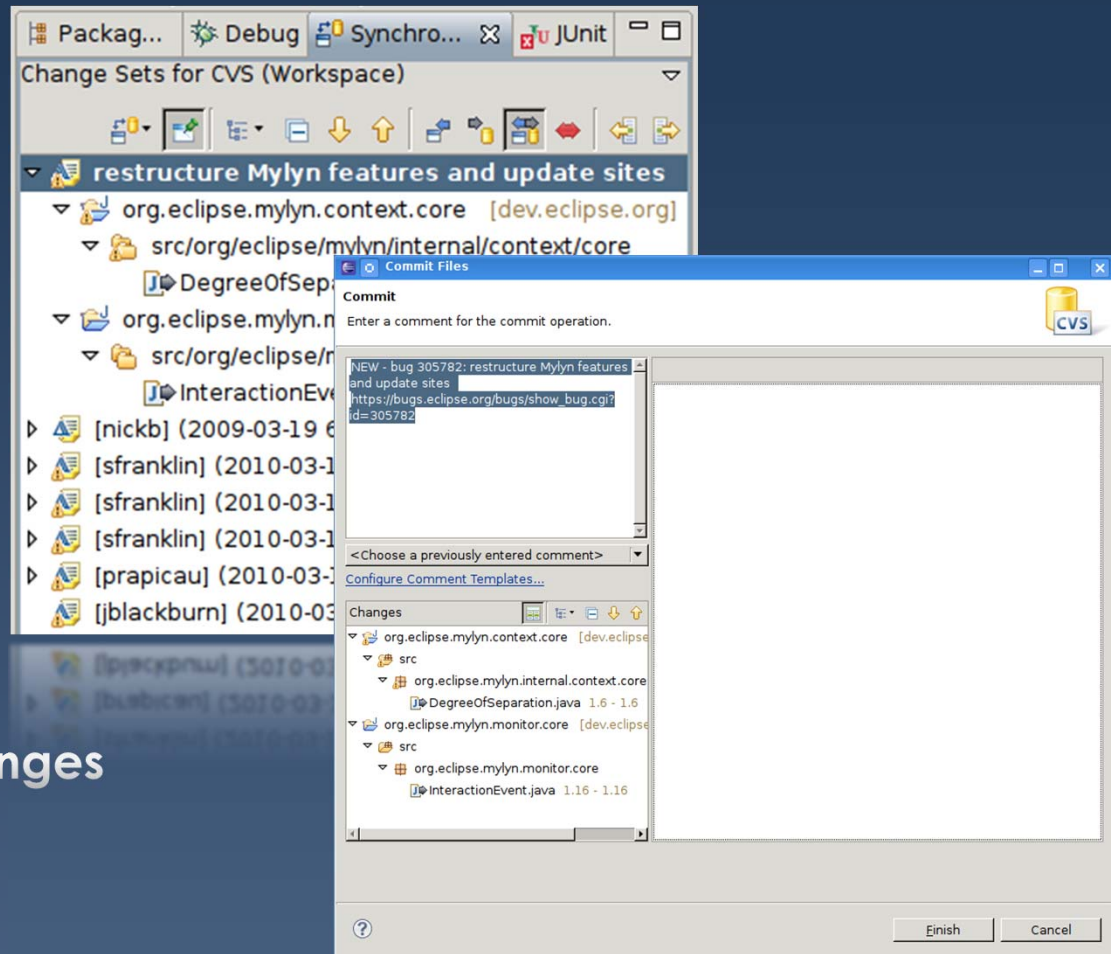 Packag... Debug Synchro... JUnit
Change Sets for CVS (Workspace)
restructure Mylyn features and update sites
org.eclipse.mylyn.context.core [dev.eclipse.org]
src/org/eclipse/mylyn/internal/context/core
DegreeOfSep
org.eclipse.mylyn.
src/org/eclipse/
InteractionEve
[nickb] (2009-03-19 6
[sfranklin] (2010-03-1
[sfranklin] (2010-03-1
[sfranklin] (2010-03-1
[prapicau] (2010-03-
[jblackburn] (2010-03
nges
Commit Files
Commit
Enter a comment for the commit operation.
CVS
NEW - bug 305782: restructure Mylyn features
and update sites
https://bugs.eclipse.org/bugs/show_bug.cgi?
id=305782
<Choose a previously entered comment>
Configure Comment Templates...
Changes
org.eclipse.mylyn.context.core [dev.eclipse
src
org.eclipse.mylyn.internal.context.core
DegreeOfSeparation.java 1.6 - 1.6
org.eclipse.mylyn.monitor.core [dev.eclipse
src
org.eclipse.mylyn.monitor.core
InteractionEvent.java 1.16 - 1.16
Finish Cancel